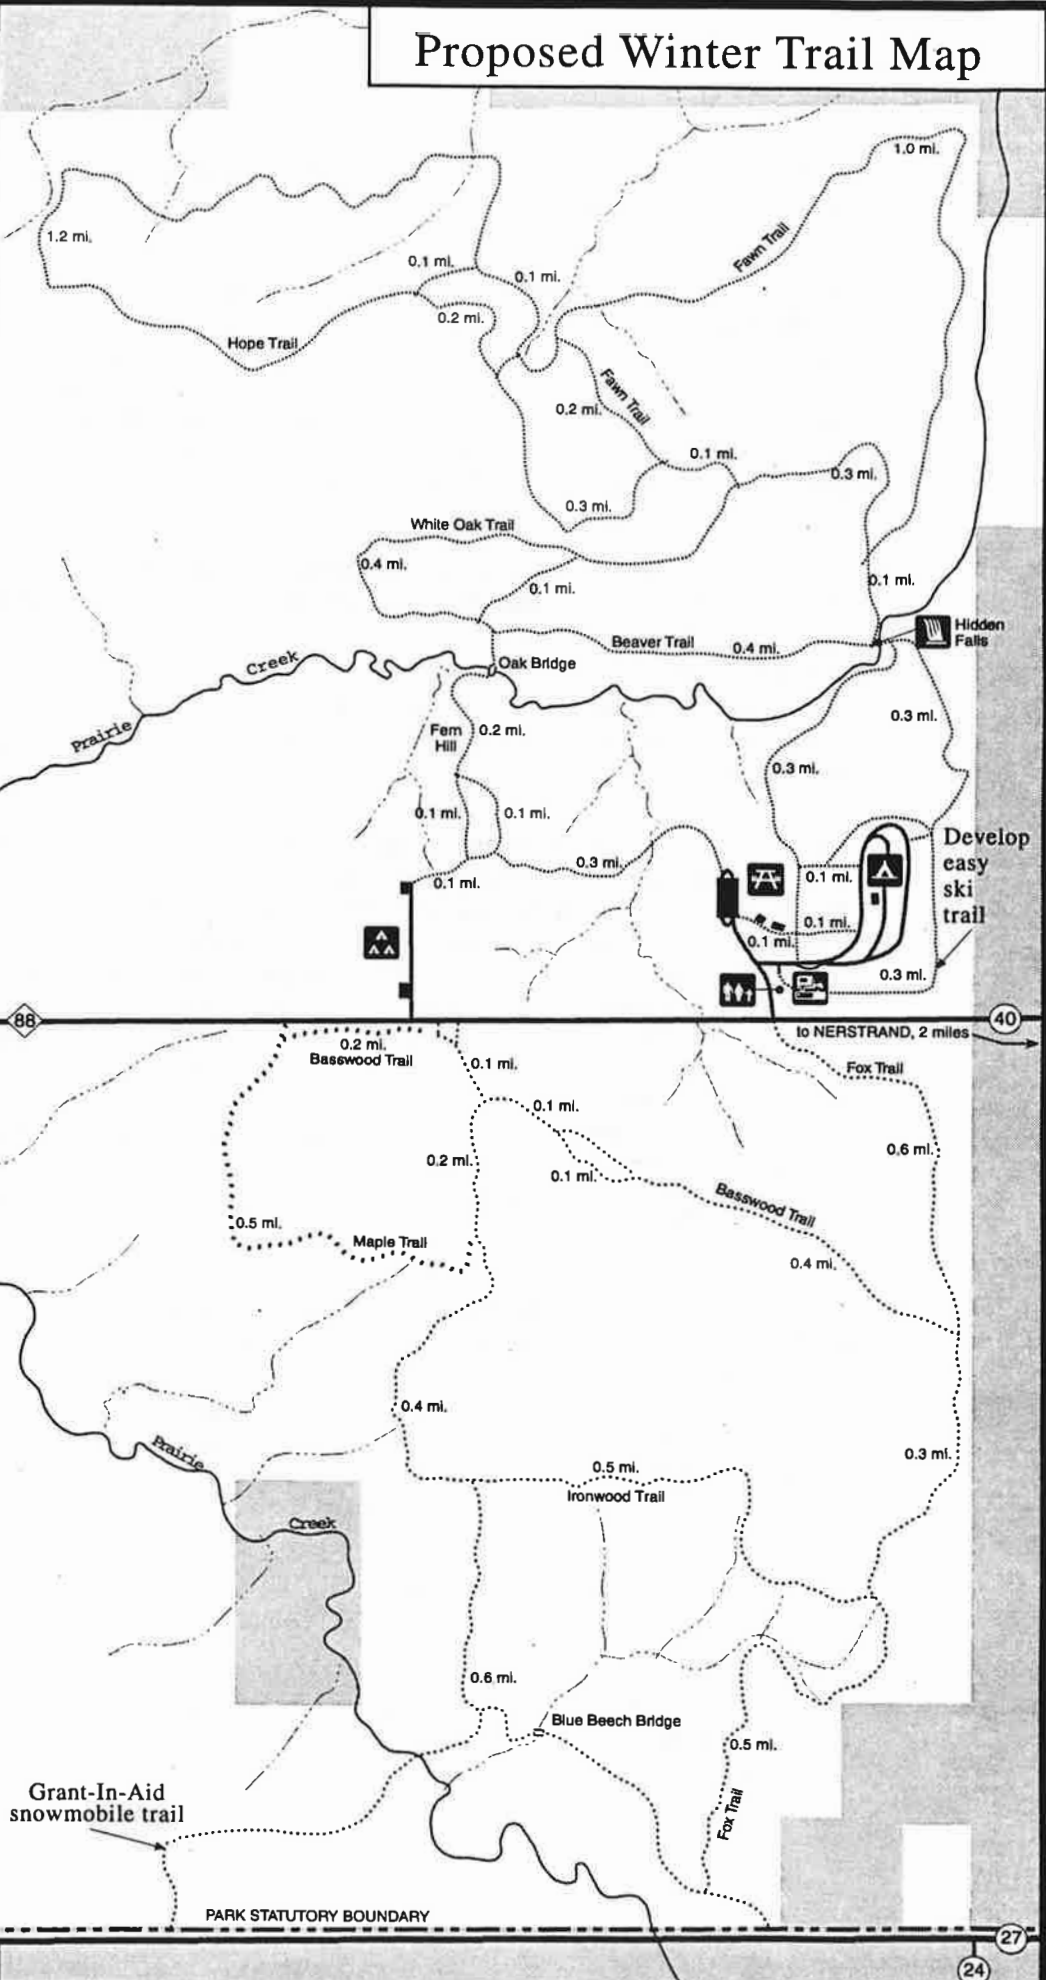 Proposed Winter Trail Map
1.0 mi.
1.2 mi.
Fawn Trail
0.1 mi.
0.1 mi.
0.2 mi.
Hope Trail
Fawn Trail
0.2 mi.
0.1 mi.
0.3 mi.
0.3 mi.
White Oak Trail
0.4 mi.
0.1 mi.
0.1 mi.
Hidden
Falls
Beaver Trail
0.4 mi.
Oak Bridge
Prairie Creek
0.3 mi.
Fern
Hill
0.2 mi.
0.3 mi.
0.1 mi.
0.1 mi.
Develop
easy
ski
trail
0.3 mi.
0.1 mi.
0.1 mi.
0.1 mi.
0.1 mi.
0.3 mi.
88
40
to NERSTRAND, 2 miles
0.2 mi.
Basswood Trail
0.1 mi.
Fox Trail
0.1 mi.
0.6 mi.
0.2 mi.
0.1 mi.
Basswood Trail
0.5 mi.
Maple Trail
0.4 mi.
0.4 mi.
Prairie
0.3 mi.
0.5 mi.
Ironwood Trail
Creek
0.6 mi.
Blue Beech Bridge
0.5 mi.
Grant-In-Aid
snowmobile trail
Fox Trail
PARK STATUTORY BOUNDARY
27
24